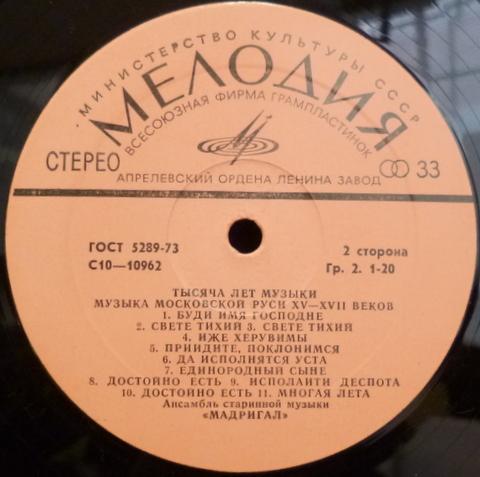 МИНИСТЕРСТВО КУЛЬТУРЫ СССР
МЕЛОДИЯ
ВСЕСОЮЗНАЯ ФИРМА ГРАМПЛАСТИНОК
СТЕРЕО
33
АПРЕЛЕВСКИЙ ОРДЕНА ЛЕНИНА ЗАВОД
ГОСТ 5289-73
2 сторона
С10—10962
Гр. 2. 1-20
ТЫСЯЧА ЛЕТ МУЗЫКИ
МУЗЫКА МОСКОВСКОЙ РУСИ XV—XVII ВЕКОВ
1. БУДИ ИМЯ ГОСПОДНЕ
2. СВЕТЕ ТИХИЙ 3. СВЕТЕ ТИХИЙ
4. ИЖЕ ХЕРУВИМЫ
5. ПРИИДИТЕ, ПОКЛОНИМСЯ
6. ДА ИСПОЛНЯТСЯ УСТА
7. ЕДИНОРОДНЫЙ СЫНЕ
8. ДОСТОЙНО ЕСТЬ 9. ИСПОЛАИТИ ДЕСПОТА
10. ДОСТОЙНО ЕСТЬ 11. МНОГАЯ ЛЕТА
Ансамбль старинной музыки
«МАДРИГАЛ»